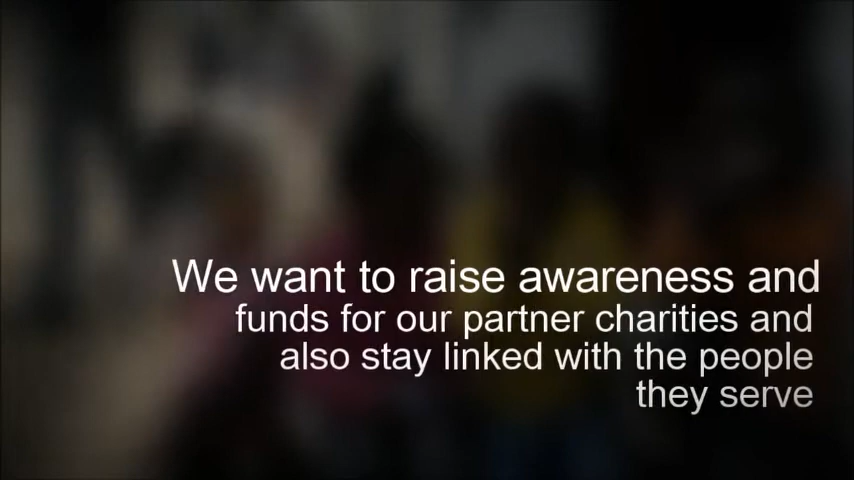 We want to raise awareness and
funds for our partner charities and
also stay linked with the people
they serve